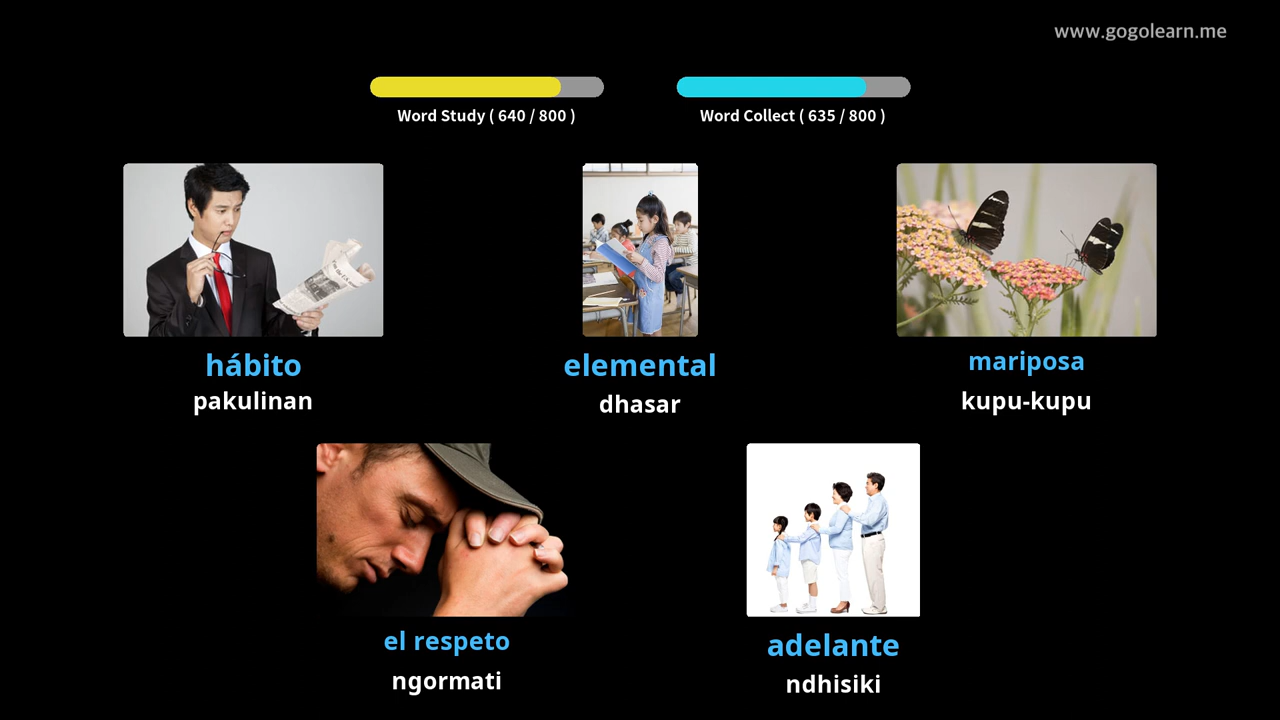 www.gogolearn.me
Word Study ( 640 / 800 )
Word Collect ( 635 / 800 )
hábito
pakulinan
elemental
dhasar
mariposa
kupu-kupu
el respeto
ngormati
adelante
ndhisiki